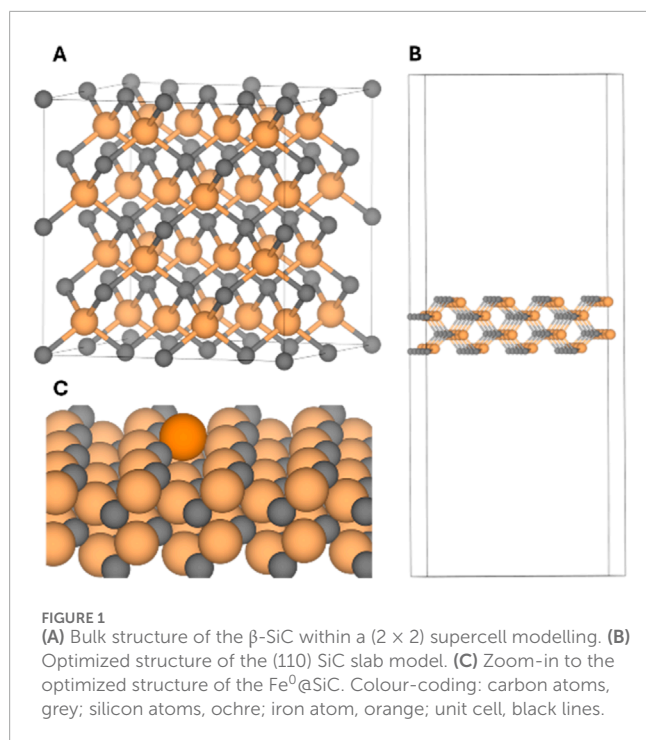 A
B
C
FIGURE 1
(A) Bulk structure of the β-SiC within a (2 × 2) supercell modelling. (B)
Optimized structure of the (110) SiC slab model. (C) Zoom-in to the
optimized structure of the Fe⁰@SiC. Colour-coding: carbon atoms,
grey; silicon atoms, ochre; iron atom, orange; unit cell, black lines.